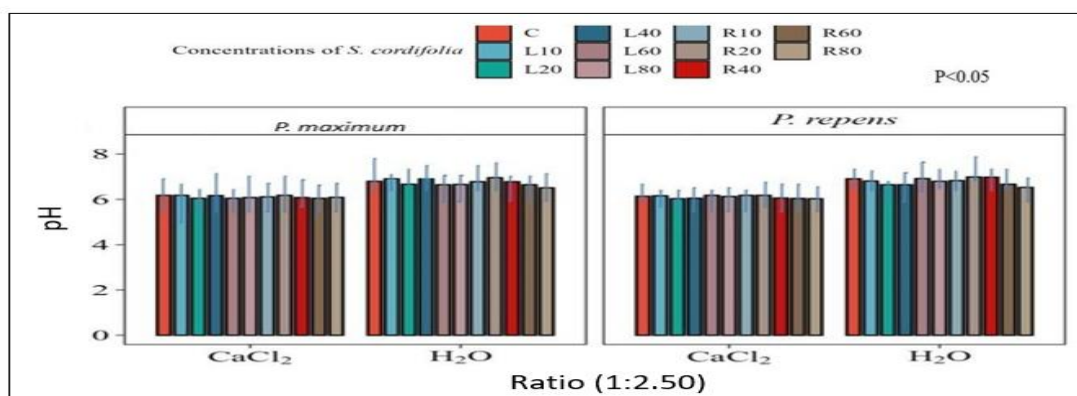 Concentrations of S. cordifolia
C L40 R10 R60
L10 L60 R20 R80
L20 L80 R40
P<0.05
P. maximum P. repens
pH
8
6
4
2
0
CaCl₂ H₂O CaCl₂ H₂O
Ratio (1:2.50)